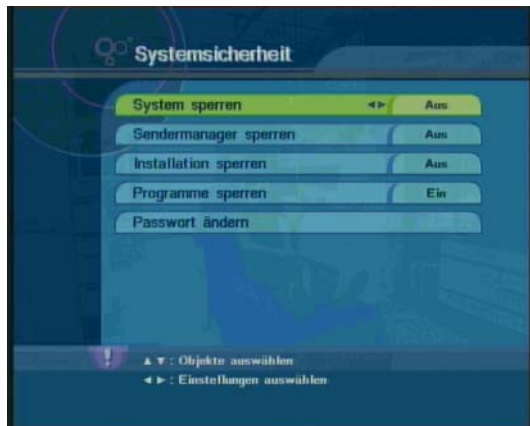 Systemsicherheit
System sperren ◄► Aus
Sendermanager sperren Aus
Installation sperren Aus
Programme sperren Ein
Passwort ändern
▲ ▼ : Objekte auswählen
◄ ► : Einstellungen auswählen